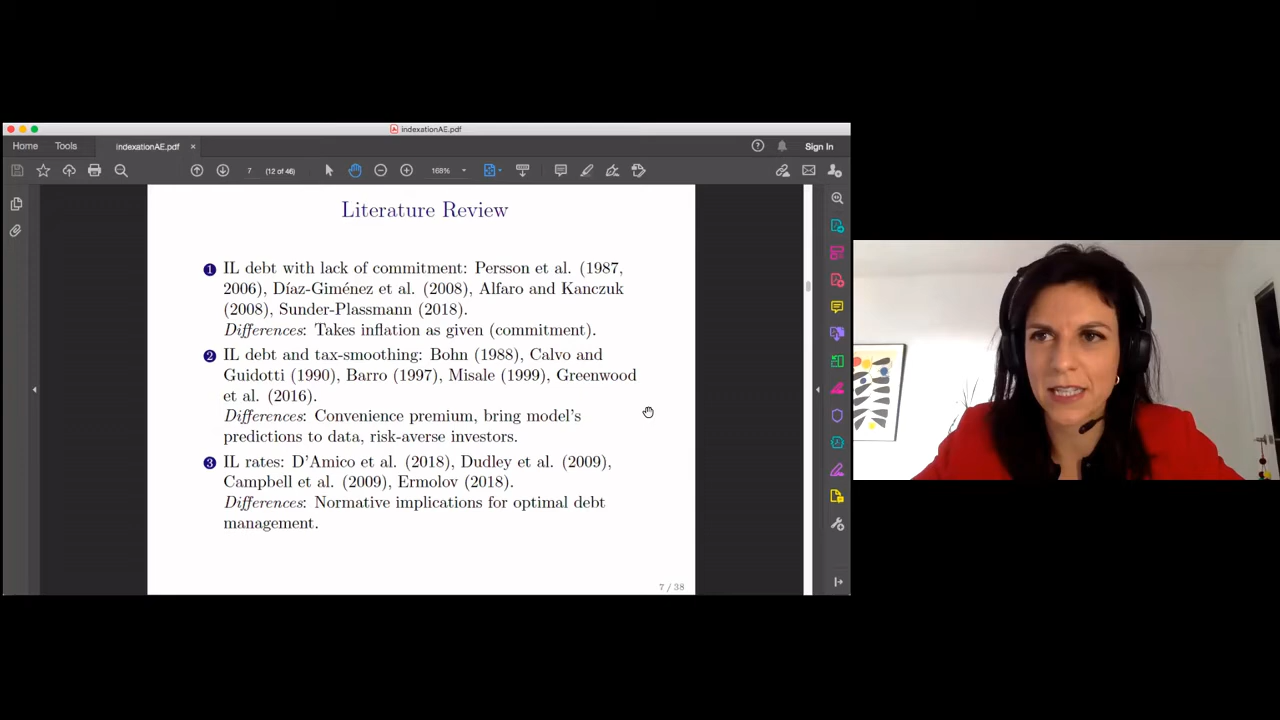 indexationAE.pdf
Home Tools indexationAE.pdf × Sign In
7 (12 of 46) 168%
Literature Review
1 IL debt with lack of commitment: Persson et al. (1987,
2006), Díaz-Giménez et al. (2008), Alfaro and Kanczuk
(2008), Sunder-Plassmann (2018).
Differences: Takes inflation as given (commitment).
2 IL debt and tax-smoothing: Bohn (1988), Calvo and
Guidotti (1990), Barro (1997), Misale (1999), Greenwood
et al. (2016).
Differences: Convenience premium, bring model's
predictions to data, risk-averse investors.
3 IL rates: D'Amico et al. (2018), Dudley et al. (2009),
Campbell et al. (2009), Ermolov (2018).
Differences: Normative implications for optimal debt
management.
7 / 38